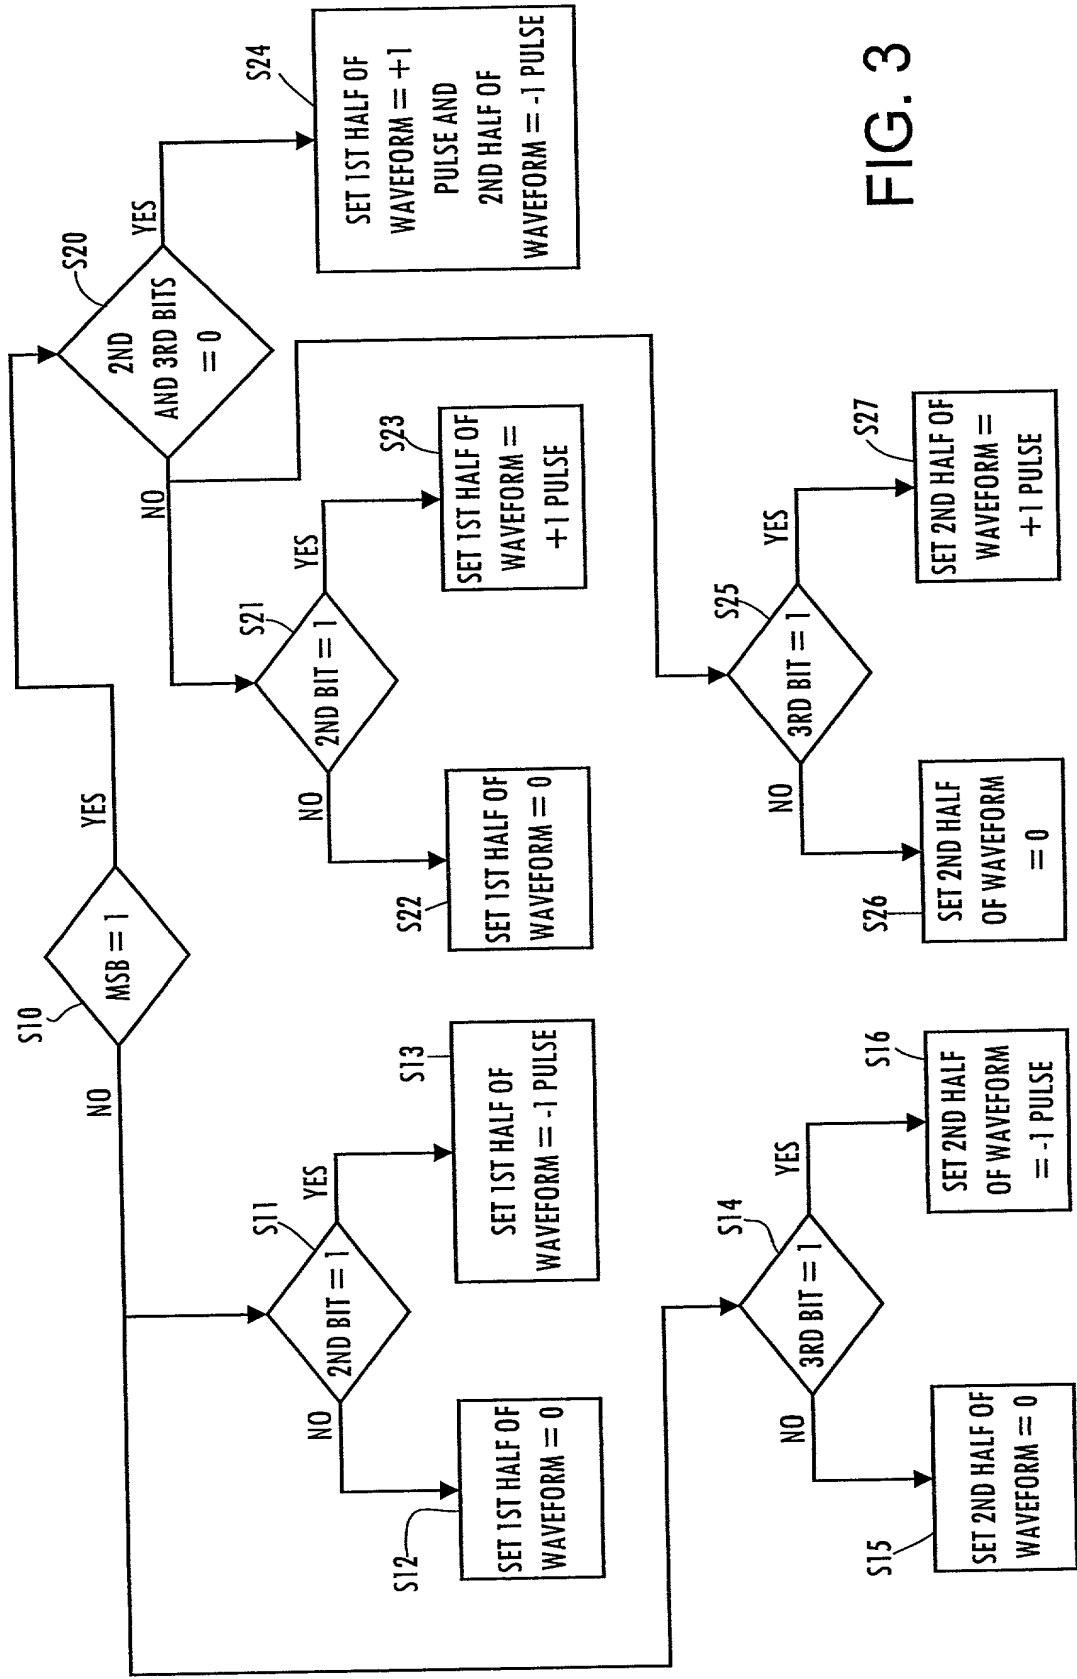 S10
MSB = 1
NO
YES
S20
2ND
AND 3RD BITS
= 0
NO
YES
S24
SET 1ST HALF OF
WAVEFORM = +1
PULSE AND
2ND HALF OF
WAVEFORM = -1 PULSE
S11
2ND BIT = 1
NO
YES
S12
SET 1ST HALF OF
WAVEFORM = 0
S13
SET 1ST HALF OF
WAVEFORM = -1 PULSE
S21
2ND BIT = 1
NO
YES
S22
SET 1ST HALF OF
WAVEFORM = 0
S23
SET 1ST HALF OF
WAVEFORM =
+1 PULSE
S14
3RD BIT = 1
NO
YES
S15
SET 2ND HALF OF
WAVEFORM = 0
S16
SET 2ND HALF
OF WAVEFORM
= -1 PULSE
S25
3RD BIT = 1
NO
YES
S26
SET 2ND HALF
OF WAVEFORM
= 0
S27
SET 2ND HALF OF
WAVEFORM =
+1 PULSE
FIG. 3